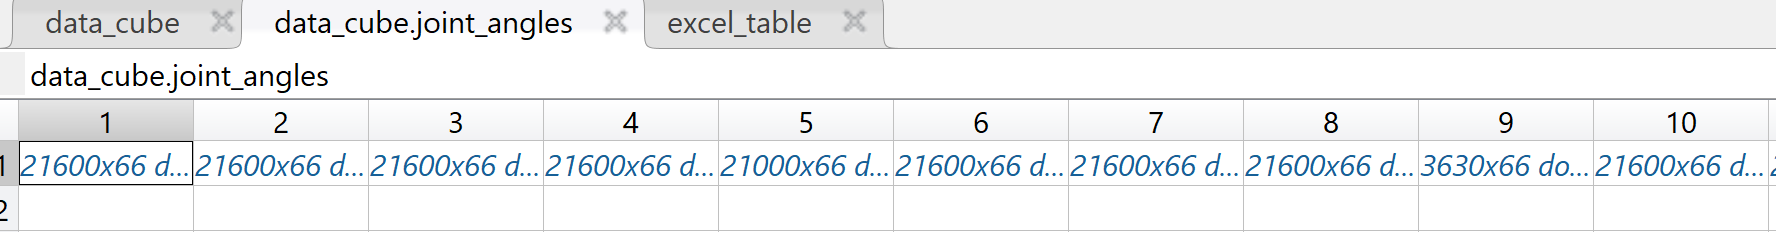 data_cube data_cube.joint_angles excel_table
data_cube.joint_angles
1 2 3 4 5 6 7 8 9 10
1 21600x66 d... 21600x66 d... 21600x66 d... 21600x66 d... 21000x66 d... 21600x66 d... 21600x66 d... 21600x66 d... 3630x66 do... 21600x66 d...
2